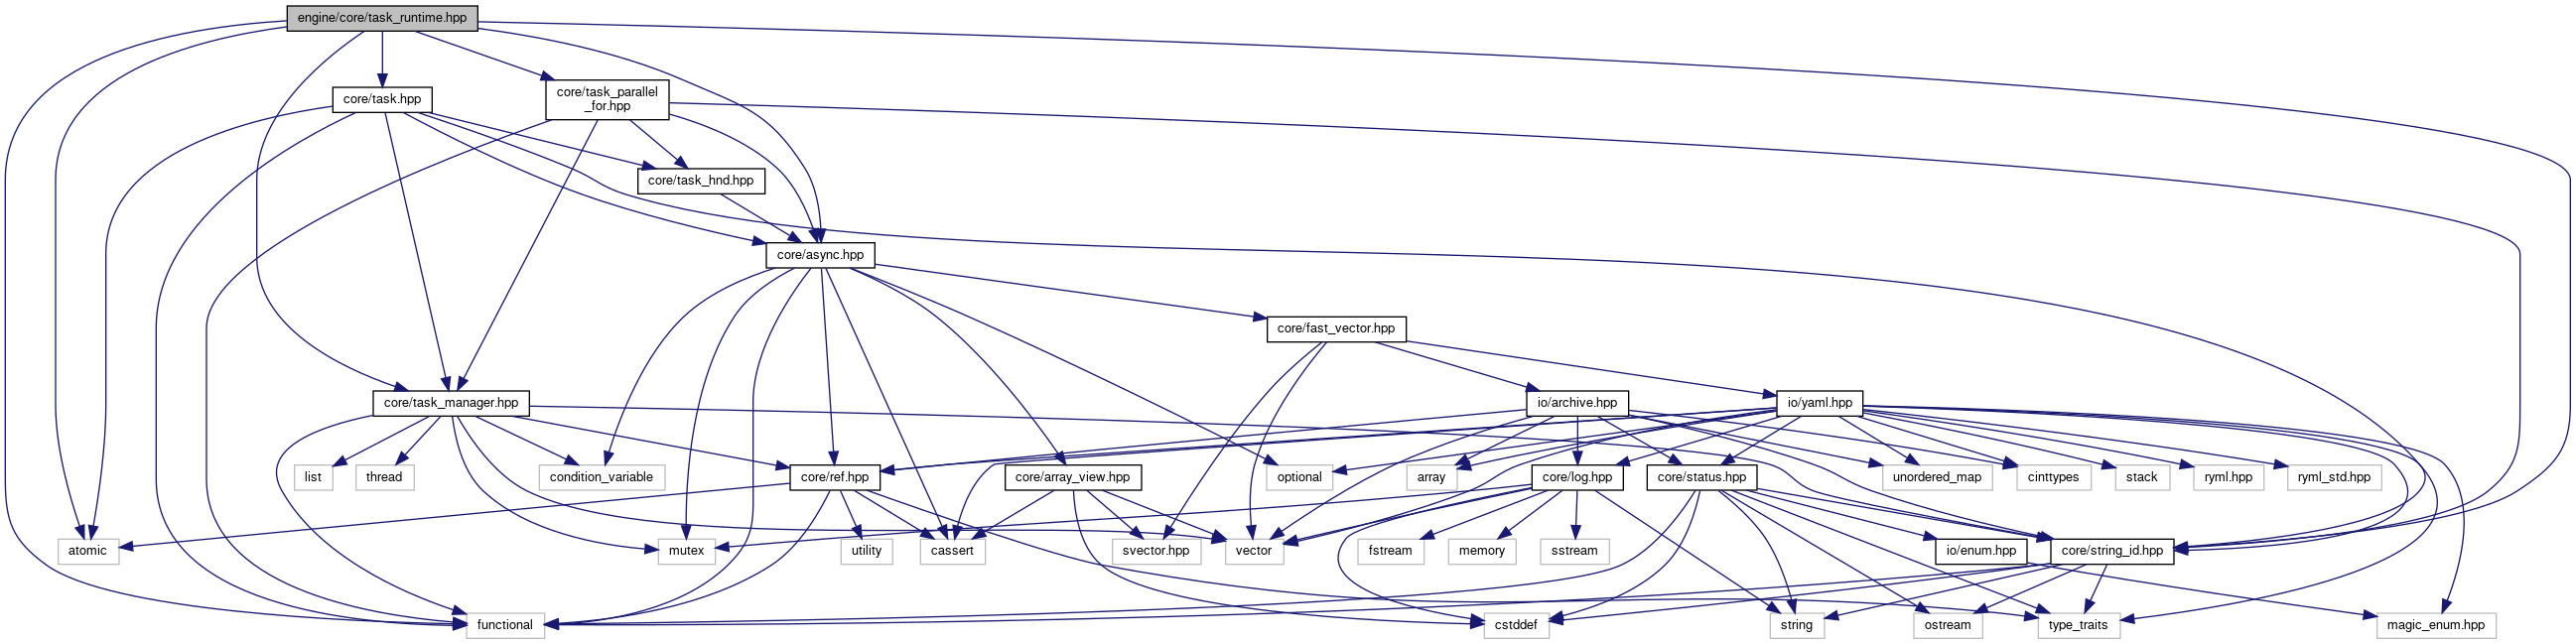 engine/core/task_runtime.hpp
core/task.hpp
core/task_parallel
_for.hpp
core/task_hnd.hpp
core/async.hpp
core/fast_vector.hpp
core/task_manager.hpp
io/archive.hpp
io/yaml.hpp
list
thread
condition_variable
core/ref.hpp
core/array_view.hpp
optional
array
core/log.hpp
core/status.hpp
unordered_map
cinttypes
stack
ryml.hpp
ryml_std.hpp
atomic
mutex
utility
cassert
svector.hpp
vector
fstream
memory
sstream
io/enum.hpp
core/string_id.hpp
functional
cstddef
string
ostream
type_traits
magic_enum.hpp